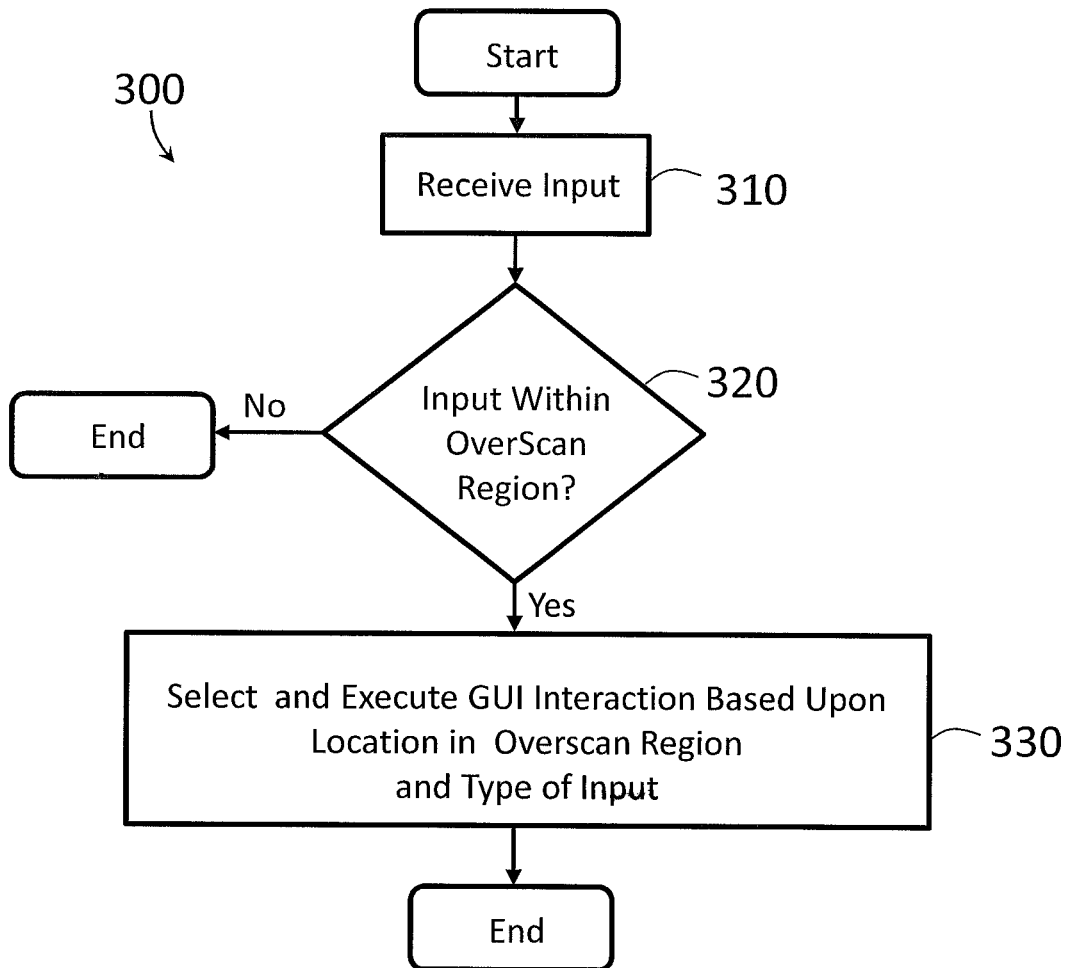 Start
300
Receive Input
310
320
Input Within
OverScan
Region?
No
End
Yes
Select and Execute GUI Interaction Based Upon
Location in Overscan Region
and Type of Input
330
End